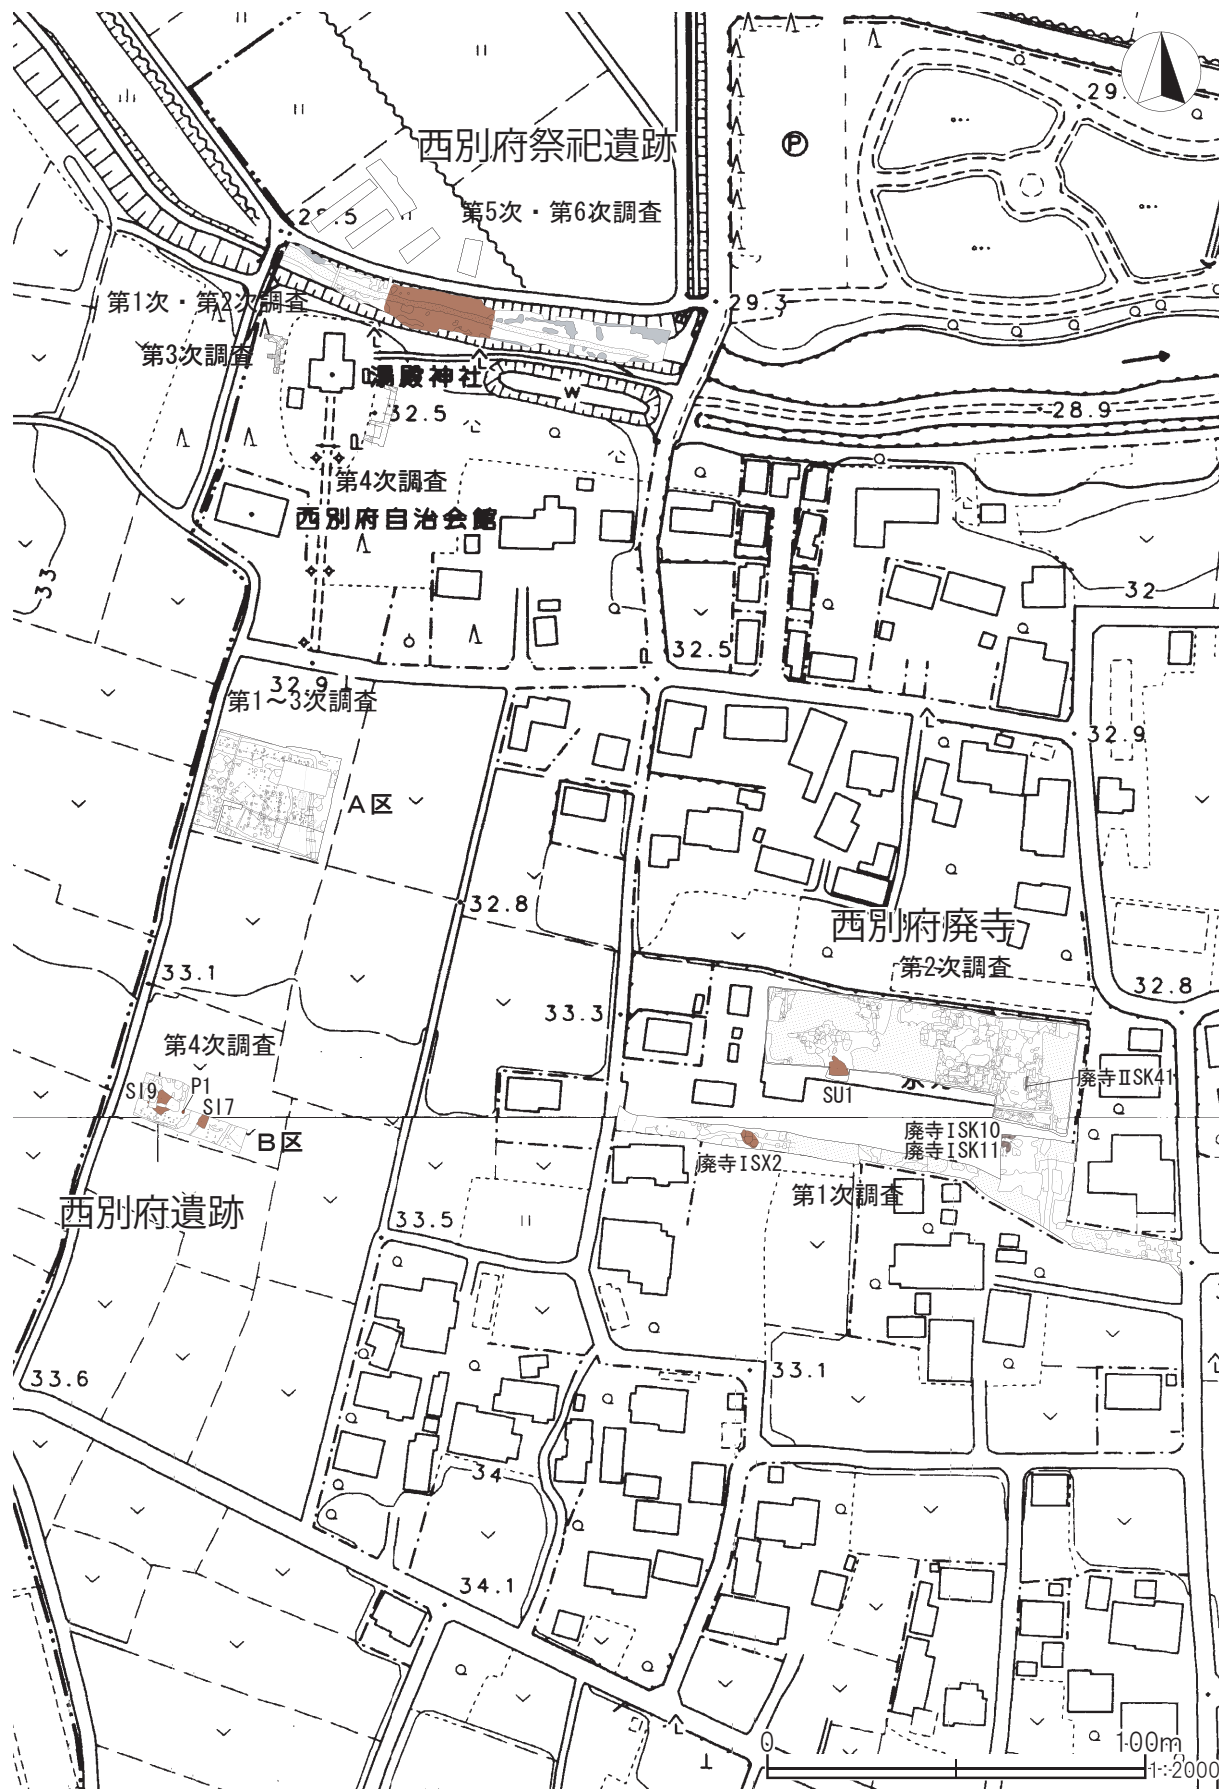 29.
西別府祭祀遺跡
第5次・第6次調査
29.5
第1次・第2次調査
29.3
第3次調査
湯殿神社
W
28.9
32.5
第4次調査
西別府自治会館
33
32
32.5
32.9
第1~3次調査
32.9
A区
32.8
西別府廃寺
第2次調査
33.1
32.8
33.3
第4次調査
SI9
P1
SI7
SU1
廃寺ⅡSK41
B区
廃寺ISK10
廃寺ISK11
廃寺ISX2
第1次調査
西別府遺跡
33.5
33.1
33.6
34
34.1
0
100m
1:2000